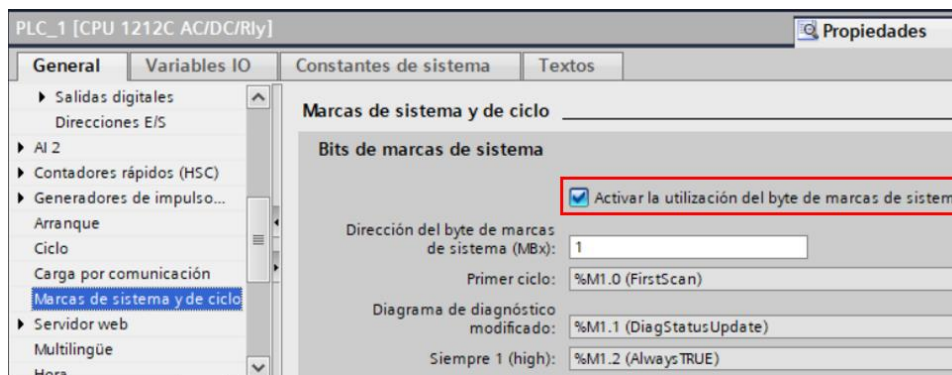 PLC_1 [CPU 1212C AC/DC/Rly]
Propiedades
General
Variables IO
Constantes de sistema
Textos
Salidas digitales
Direcciones E/S
AI 2
Contadores rápidos (HSC)
Generadores de impulso...
Arranque
Ciclo
Carga por comunicación
Marcas de sistema y de ciclo
Servidor web
Multilingüe
Hora
Marcas de sistema y de ciclo
Bits de marcas de sistema
Activar la utilización del byte de marcas de sistem
Dirección del byte de marcas
de sistema (MBx):
1
Primer ciclo:
%M1.0 (FirstScan)
Diagrama de diagnóstico
modificado:
%M1.1 (DiagStatusUpdate)
Siempre 1 (high):
%M1.2 (AlwaysTRUE)